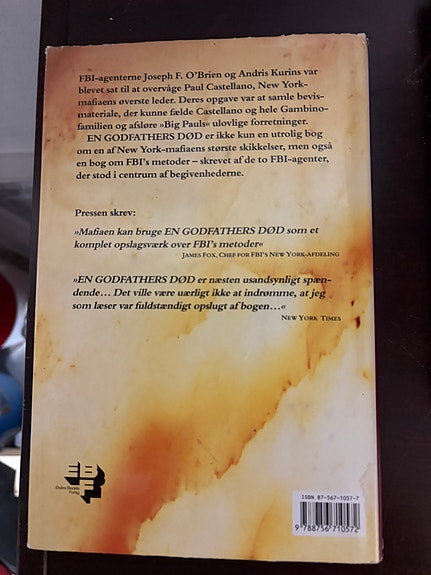 FBI-agenterne Joseph F. O'Brien og Andris Kurins var
blevet sat til at overvåge Paul Castellano, New York-
mafiaens øverste leder. Deres opgave var at samle bevis-
materiale, der kunne fælde Castellano og hele Gambino-
familien og afsløre »Big Pauls« ulovlige forretninger.
EN GODFATHERS DØD er ikke kun en utrolig bog
om en af New York-mafiaens største skikkelser, men også
en bog om FBI's metoder – skrevet af de to FBI-agenter,
der stod i centrum af begivenhederne.
Pressen skrev:
»Mafiaen kan bruge EN GODFATHERS DØD som et
komplet opslagsværk over FBI's metoder«
JAMES FOX, CHEF FOR FBI'S NEW YORK-AFDELING
»EN GODFATHERS DØD er næsten usandsynligt spæn-
dende... Det ville være uærligt ikke at indrømme, at jeg
som læser var fuldstændigt opslugt af bogen...«
NEW YORK TIMES
EBF
ISBN 87-567-1057-7
9 788756 710572